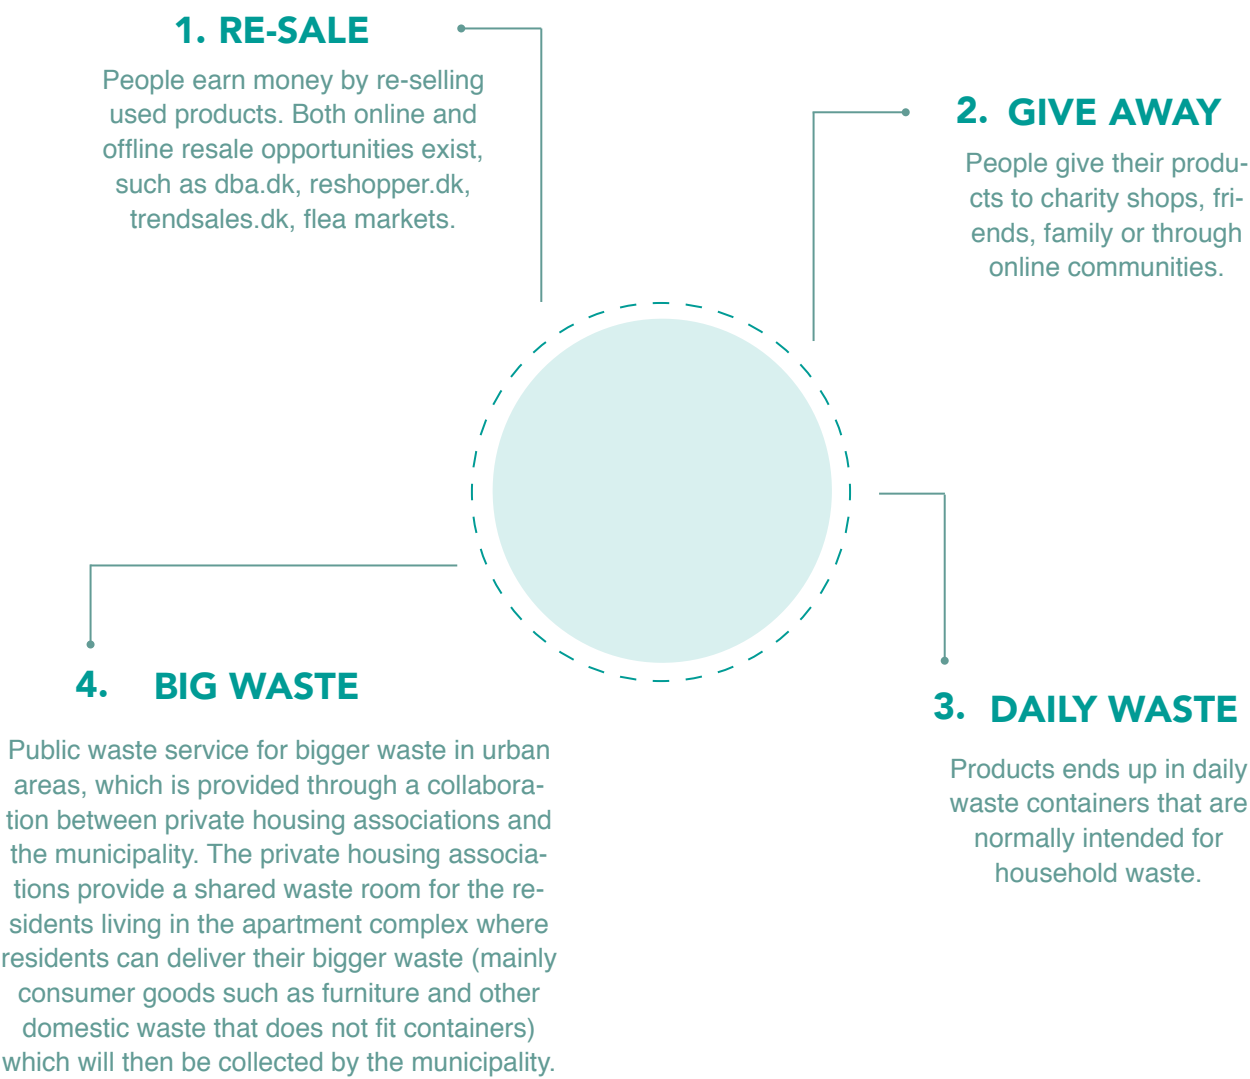 1. RE-SALE
People earn money by re-selling
used products. Both online and
offline resale opportunities exist,
such as dba.dk, reshopper.dk,
trendsales.dk, flea markets.
2. GIVE AWAY
People give their produ-
cts to charity shops, fri-
ends, family or through
online communities.
3. DAILY WASTE
Products ends up in daily
waste containers that are
normally intended for
household waste.
4. BIG WASTE
Public waste service for bigger waste in urban
areas, which is provided through a collabora-
tion between private housing associations and
the municipality. The private housing associa-
tions provide a shared waste room for the re-
sidents living in the apartment complex where
residents can deliver their bigger waste (mainly
consumer goods such as furniture and other
domestic waste that does not fit containers)
which will then be collected by the municipality.